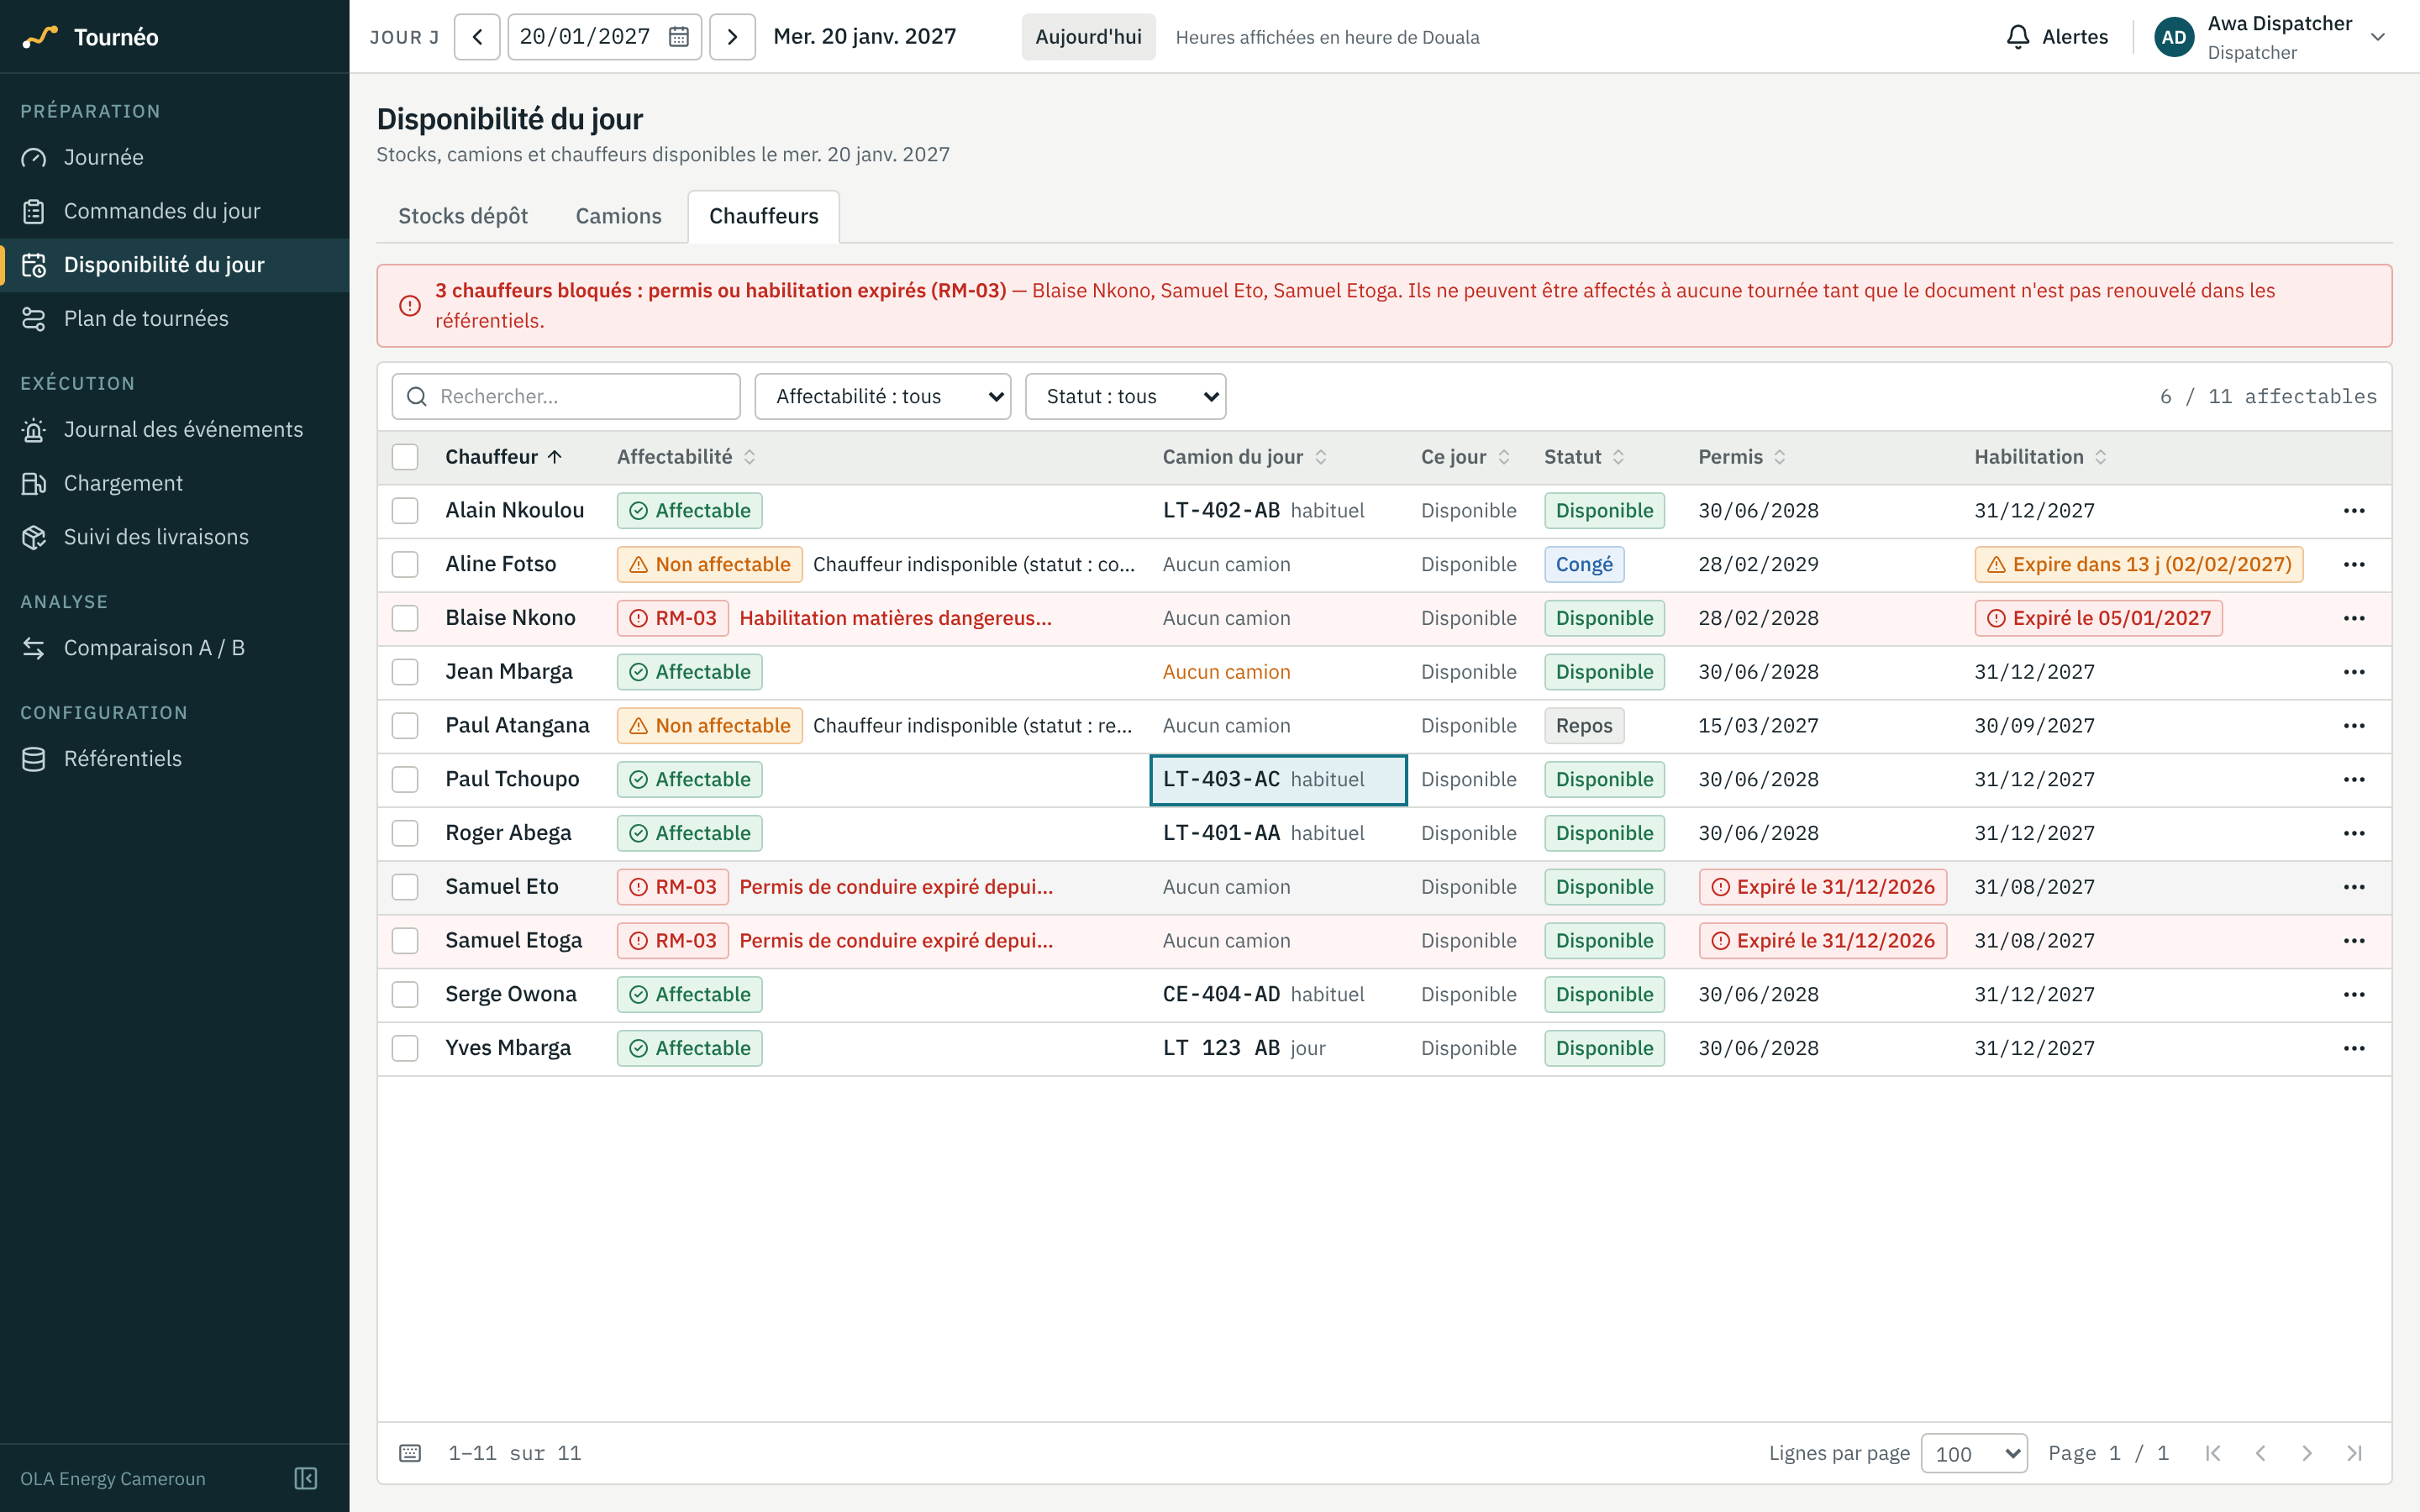 Tournéo
JOUR J
20/01/2027
Mer. 20 janv. 2027
Aujourd'hui
Heures affichées en heure de Douala
Alertes
AD
Awa Dispatcher
Dispatcher
PRÉPARATION
Journée
Commandes du jour
Disponibilité du jour
Plan de tournées
EXÉCUTION
Journal des événements
Chargement
Suivi des livraisons
ANALYSE
Comparaison A / B
CONFIGURATION
Référentiels
OLA Energy Cameroun
Disponibilité du jour
Stocks, camions et chauffeurs disponibles le mer. 20 janv. 2027
Stocks dépôt Camions Chauffeurs
3 chauffeurs bloqués : permis ou habilitation expirés (RM-03) — Blaise Nkono, Samuel Eto, Samuel Etoga. Ils ne peuvent être affectés à aucune tournée tant que le document n'est pas renouvelé dans les
référentiels.
Rechercher... Affectabilité : tous Statut : tous 6 / 11 affectables
Chauffeur Affectabilité Camion du jour Ce jour Statut Permis Habilitation
Alain Nkoulou Affectable LT-402-AB habituel Disponible Disponible 30/06/2028 31/12/2027
Aline Fotso Non affectable Chauffeur indisponible (statut : co... Aucun camion Disponible Congé 28/02/2029 Expire dans 13 j (02/02/2027)
Blaise Nkono RM-03 Habilitation matières dangereus... Aucun camion Disponible Disponible 28/02/2028 Expiré le 05/01/2027
Jean Mbarga Affectable Aucun camion Disponible Disponible 30/06/2028 31/12/2027
Paul Atangana Non affectable Chauffeur indisponible (statut : re... Aucun camion Disponible Repos 15/03/2027 30/09/2027
Paul Tchoupo Affectable LT-403-AC habituel Disponible Disponible 30/06/2028 31/12/2027
Roger Abega Affectable LT-401-AA habituel Disponible Disponible 30/06/2028 31/12/2027
Samuel Eto RM-03 Permis de conduire expiré depui... Aucun camion Disponible Disponible Expiré le 31/12/2026 31/08/2027
Samuel Etoga RM-03 Permis de conduire expiré depui... Aucun camion Disponible Disponible Expiré le 31/12/2026 31/08/2027
Serge Owona Affectable CE-404-AD habituel Disponible Disponible 30/06/2028 31/12/2027
Yves Mbarga Affectable LT 123 AB jour Disponible Disponible 30/06/2028 31/12/2027
1–11 sur 11 Lignes par page 100 Page 1 / 1